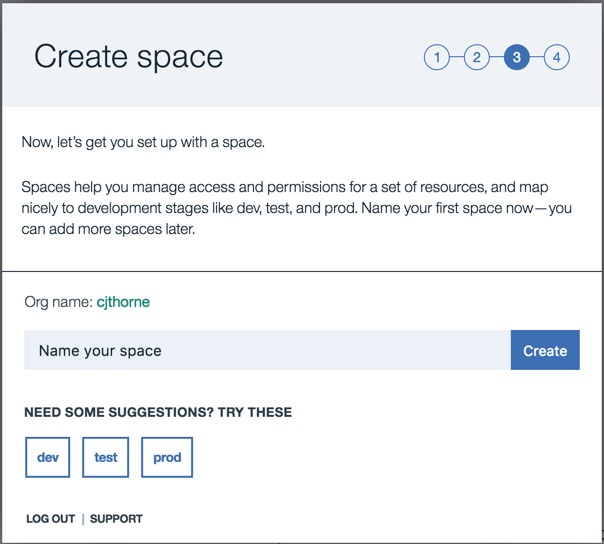 Create space
1 2 3 4
Now, let's get you set up with a space.
Spaces help you manage access and permissions for a set of resources, and map
nicely to development stages like dev, test, and prod. Name your first space now—you
can add more spaces later.
Org name: cjthorne
Name your space
Create
NEED SOME SUGGESTIONS? TRY THESE
dev test prod
LOG OUT | SUPPORT